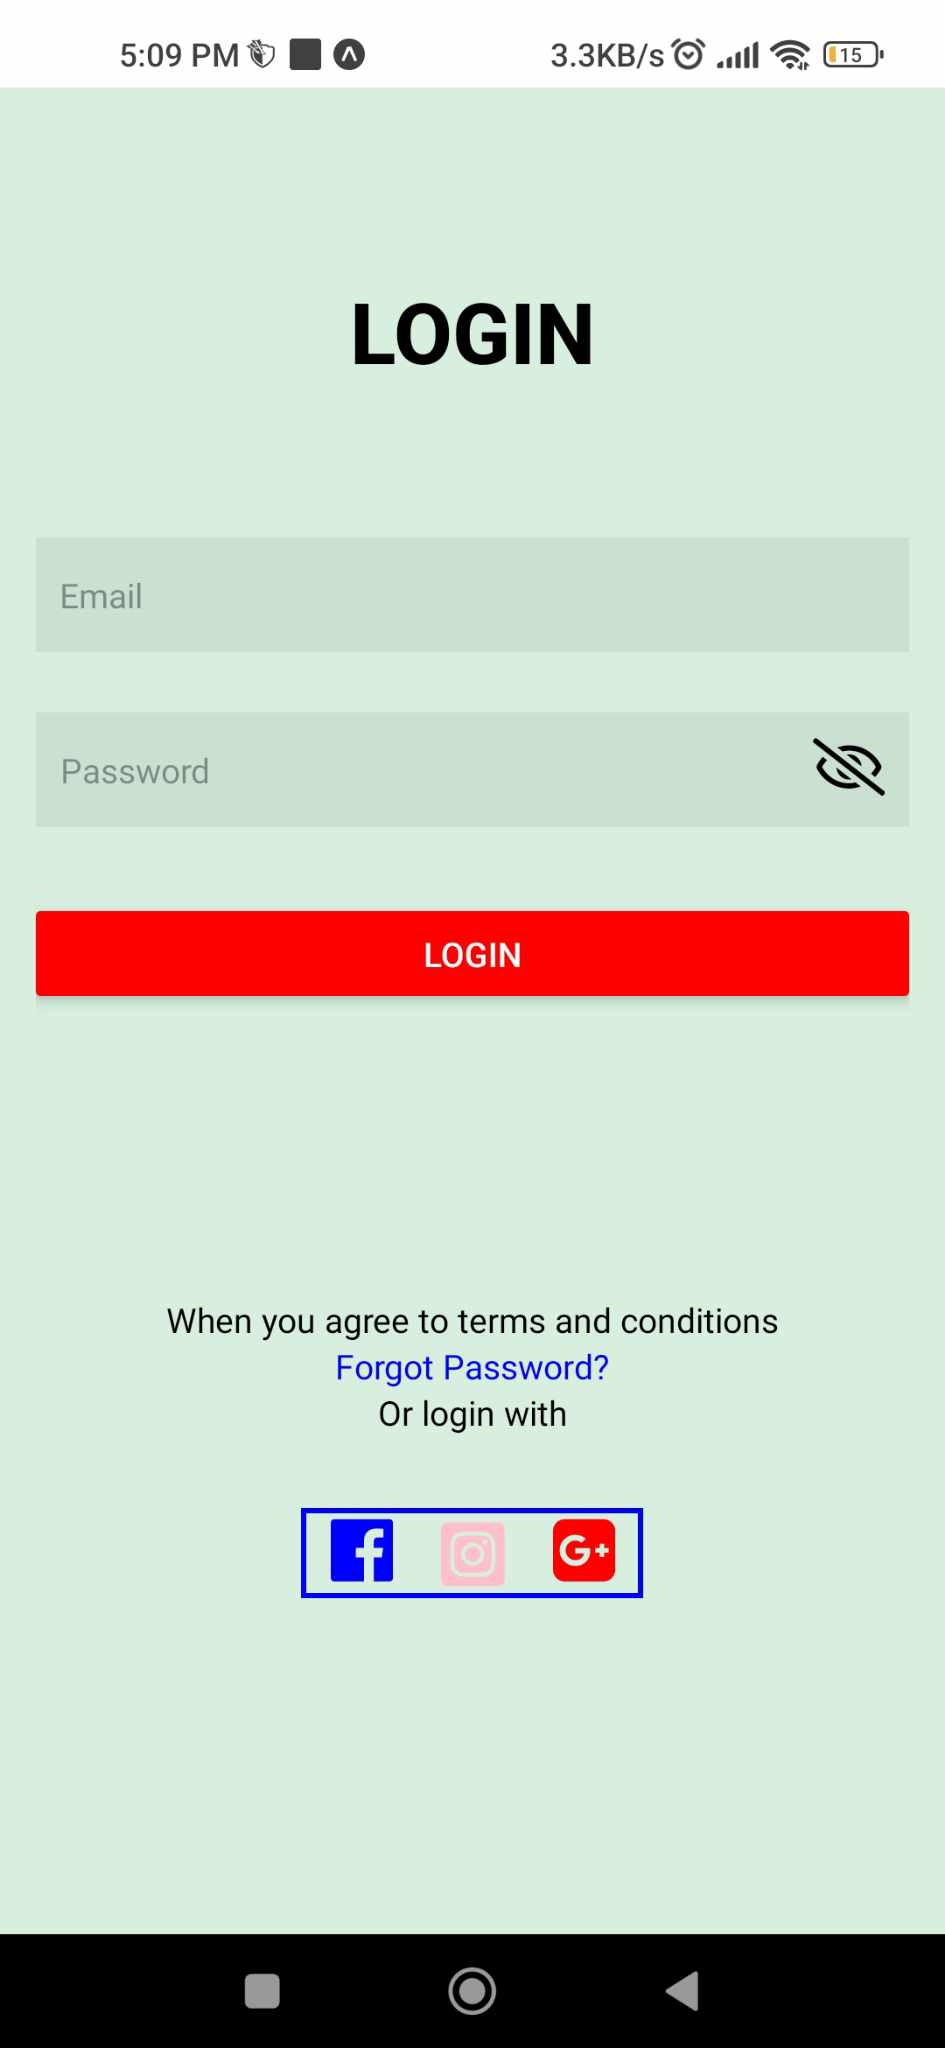 5:09 PM 3.3KB/s 15
LOGIN
Email
Password
LOGIN
When you agree to terms and conditions
Forgot Password?
Or login with
f G+